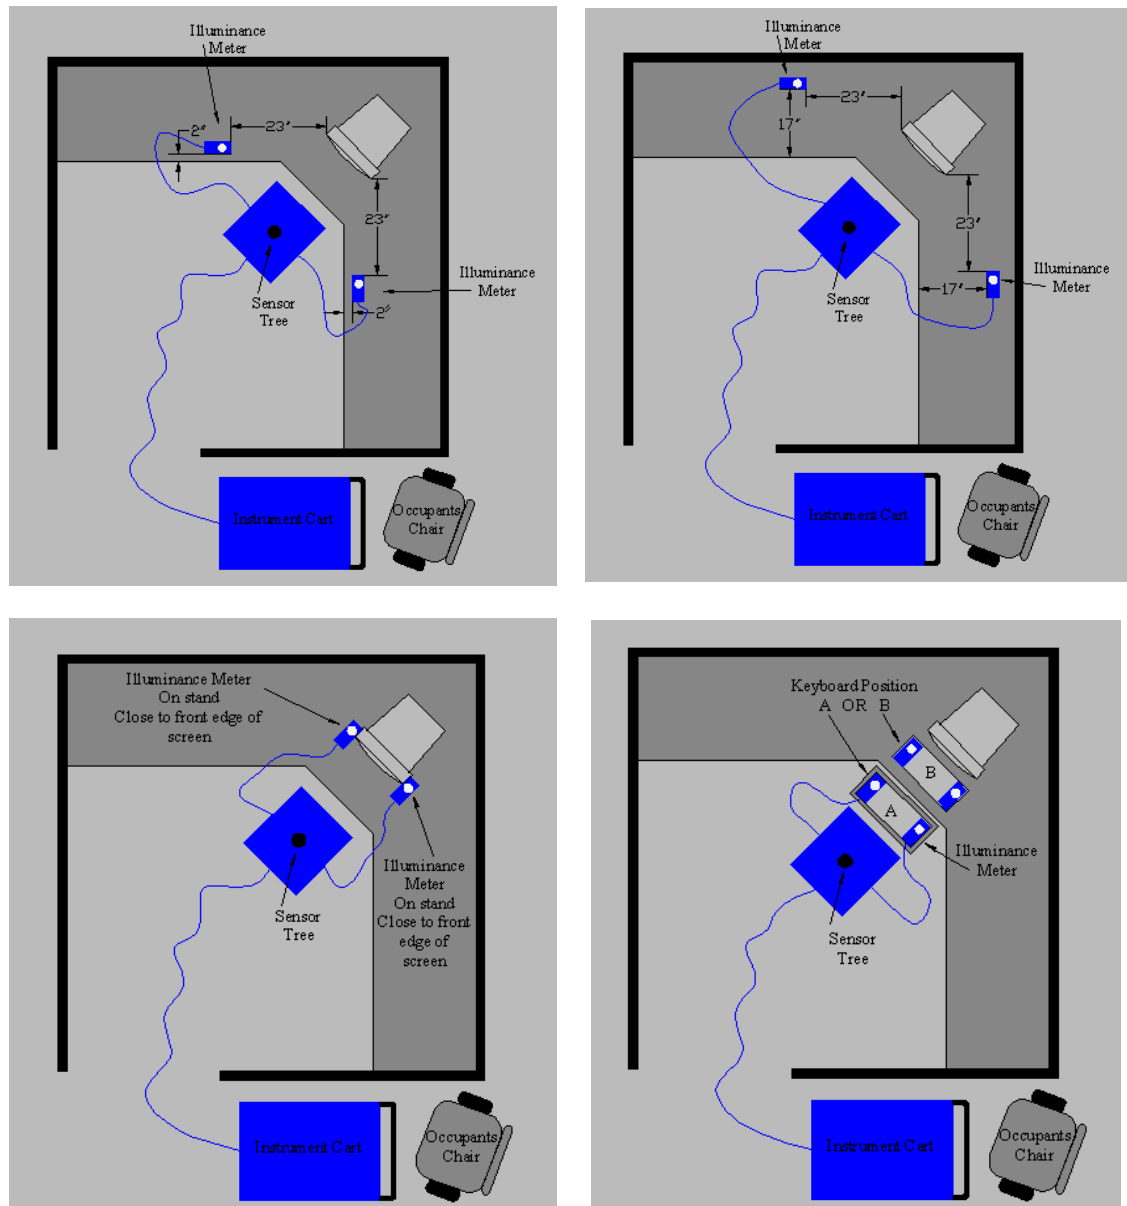 Illuminance
Meter
2"
23"
23"
Illuminance
Meter
Sensor
Tree
2"
Instrument Cart
Occupants
Chair
Illuminance
Meter
23"
17"
23"
Illuminance
Meter
17"
Sensor
Tree
Instrument Cart
Occupants
Chair
Illuminance Meter
On stand
Close to front edge of
screen
Illuminance
Meter
On stand
Close to front
edge of
screen
Sensor
Tree
Instrument Cart
Occupants
Chair
Keyboard Position
A OR B
B
A
Illuminance
Meter
Sensor
Tree
Instrument Cart
Occupants
Chair